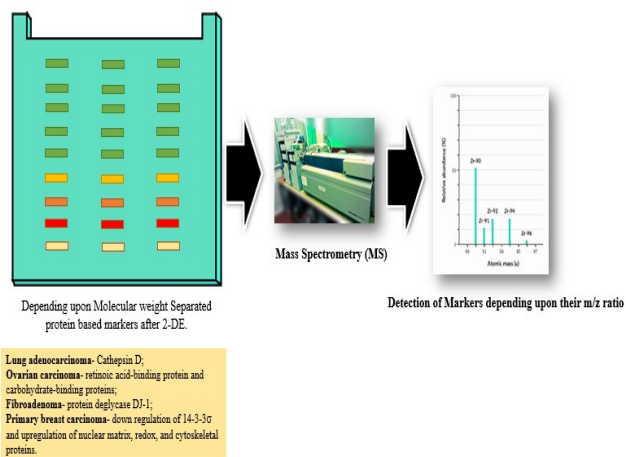 Depending upon Molecular weight Separated
protein based markers after 2-DE.
Lung adenocarcinoma- Cathepsin D;
Ovarian carcinoma- retinoic acid-binding protein and
carbohydrate-binding proteins;
Fibroadenoma- protein deglycase DJ-1;
Primary breast carcinoma- down regulation of 14-3-3σ
and upregulation of nuclear matrix, redox, and cytoskeletal
proteins.
Mass Spectrometry (MS)
Relative abundance (%)
100
50
0
Zr-90
Zr-91
Zr-92
Zr-94
Zr-96
Atomic mass (u)
Detection of Markers depending upon their m/z ratio